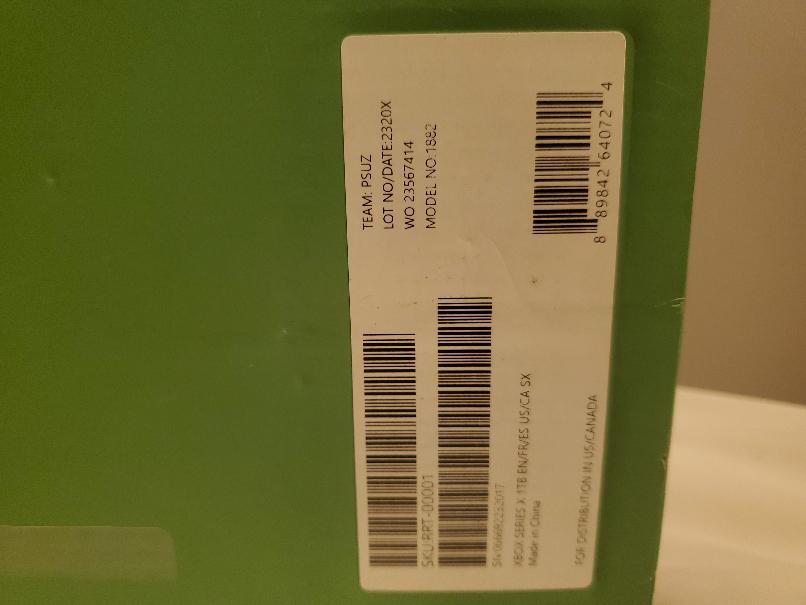 TEAM: PSUZ
LOT NO/DATE:2320X
WO 23567414
MODEL NO:1882
SKU:RRT-00001
XBOX SERIES X 1TB EN/FR/ES US/CA SX
Made in China
FOR DISTRIBUTION IN US/CANADA
8 89842 64072 4